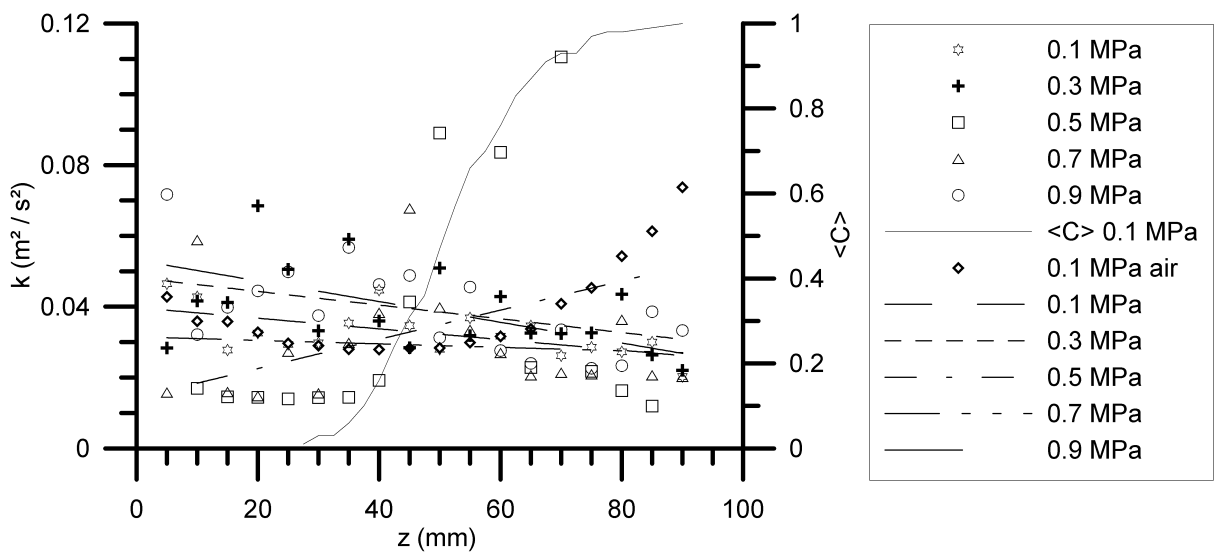 0.12
0.08
0.04
0
k (m² / s²)
0
20
40
60
80
100
z (mm)
1
0.8
0.6
0.4
0.2
0
<C>
0.1 MPa
0.3 MPa
0.5 MPa
0.7 MPa
0.9 MPa
<C> 0.1 MPa
0.1 MPa air
0.1 MPa
0.3 MPa
0.5 MPa
0.7 MPa
0.9 MPa